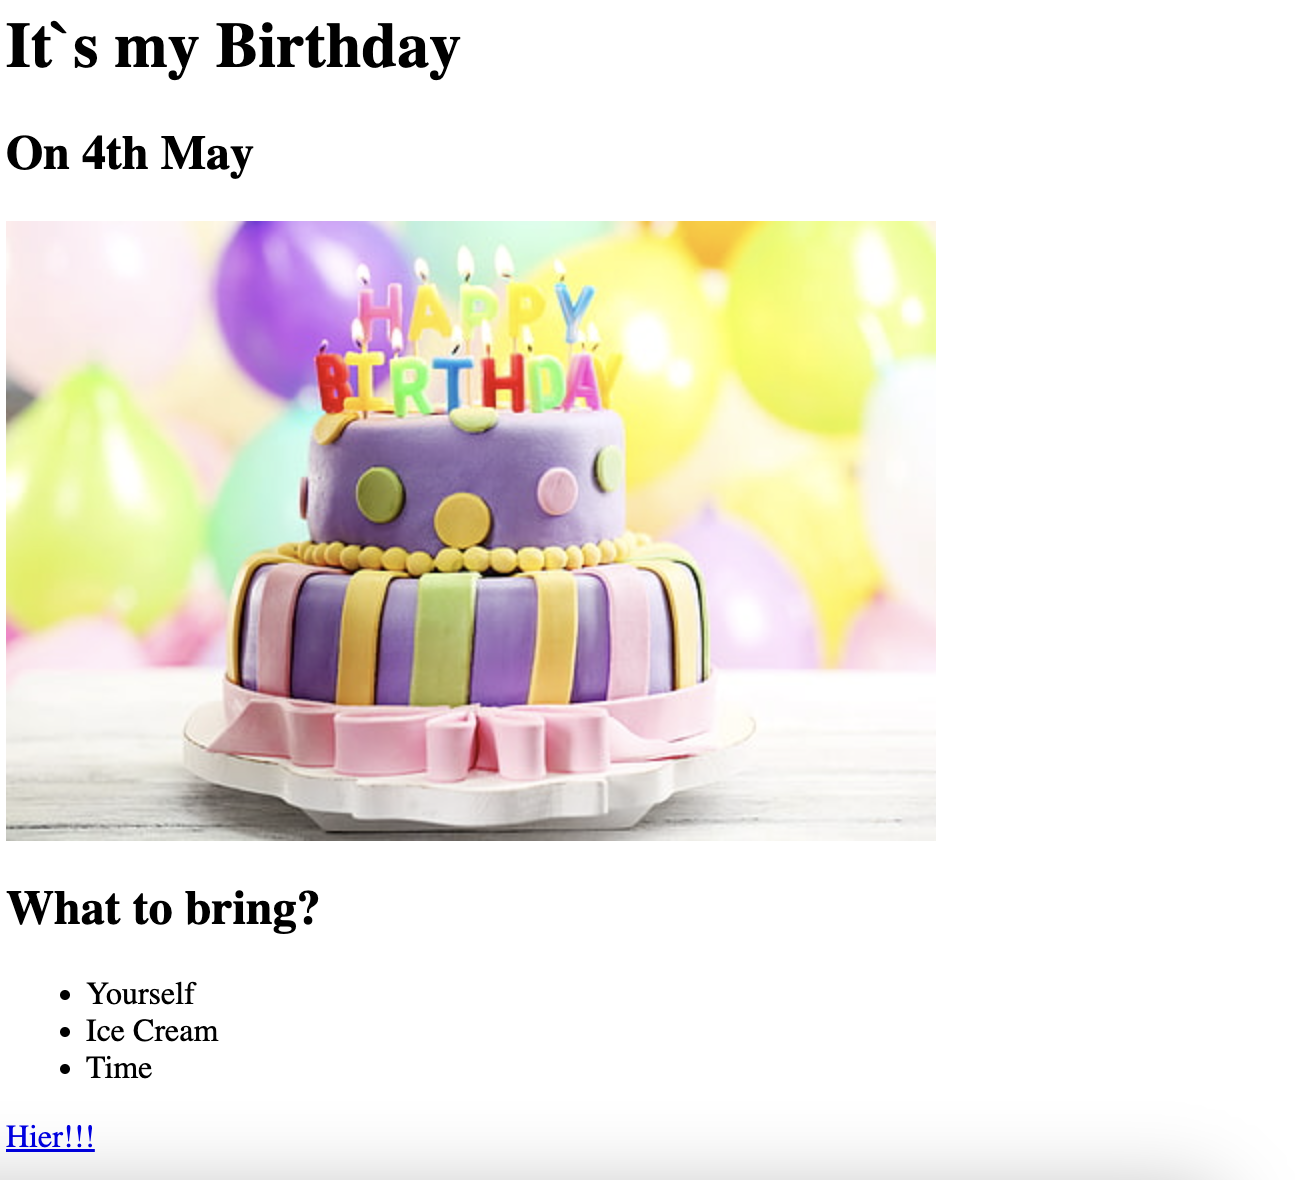 It`s my Birthday
On 4th May
HAPPY
BIRTHDAY
What to bring?
Yourself
Ice Cream
Time
Hier!!!